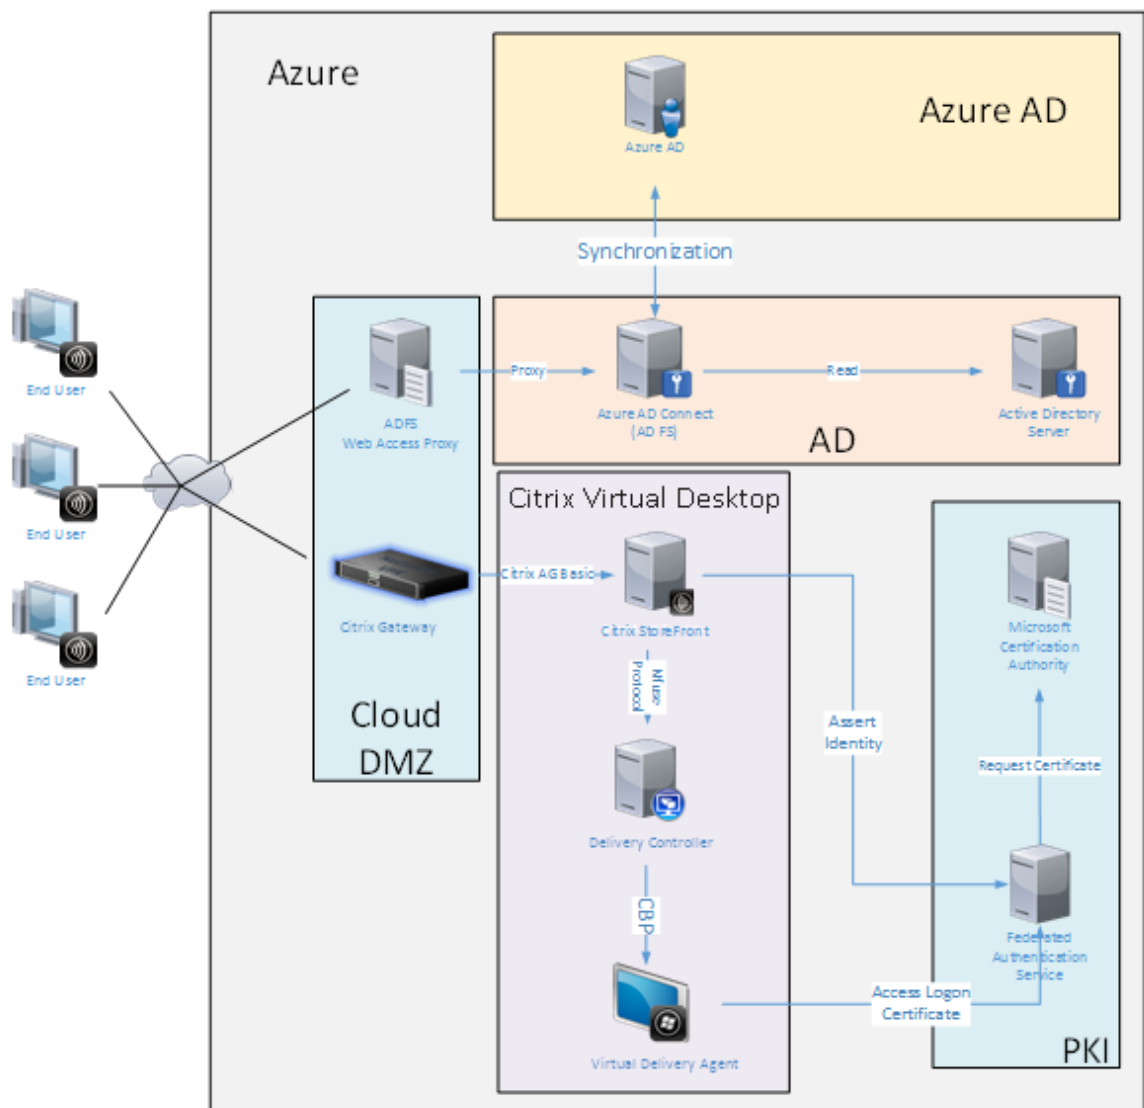 Azure
Azure AD
Azure AD
Synchronization
End User
End User
End User
ADFS
Web Access Proxy
Proxy
Azure AD Connect
(AD FS)
Read
Active Directory
Server
AD
Citrix Gateway
Cloud
DMZ
Citrix AG Basic
Citrix Virtual Desktop
Citrix StoreFront
Nfuse
Protocol
Delivery Controller
CBP
Virtual Delivery Agent
Assert
Identity
Access Logon
Certificate
Microsoft
Certification
Authority
Request Certificate
Federated
Authentication
Service
PKI